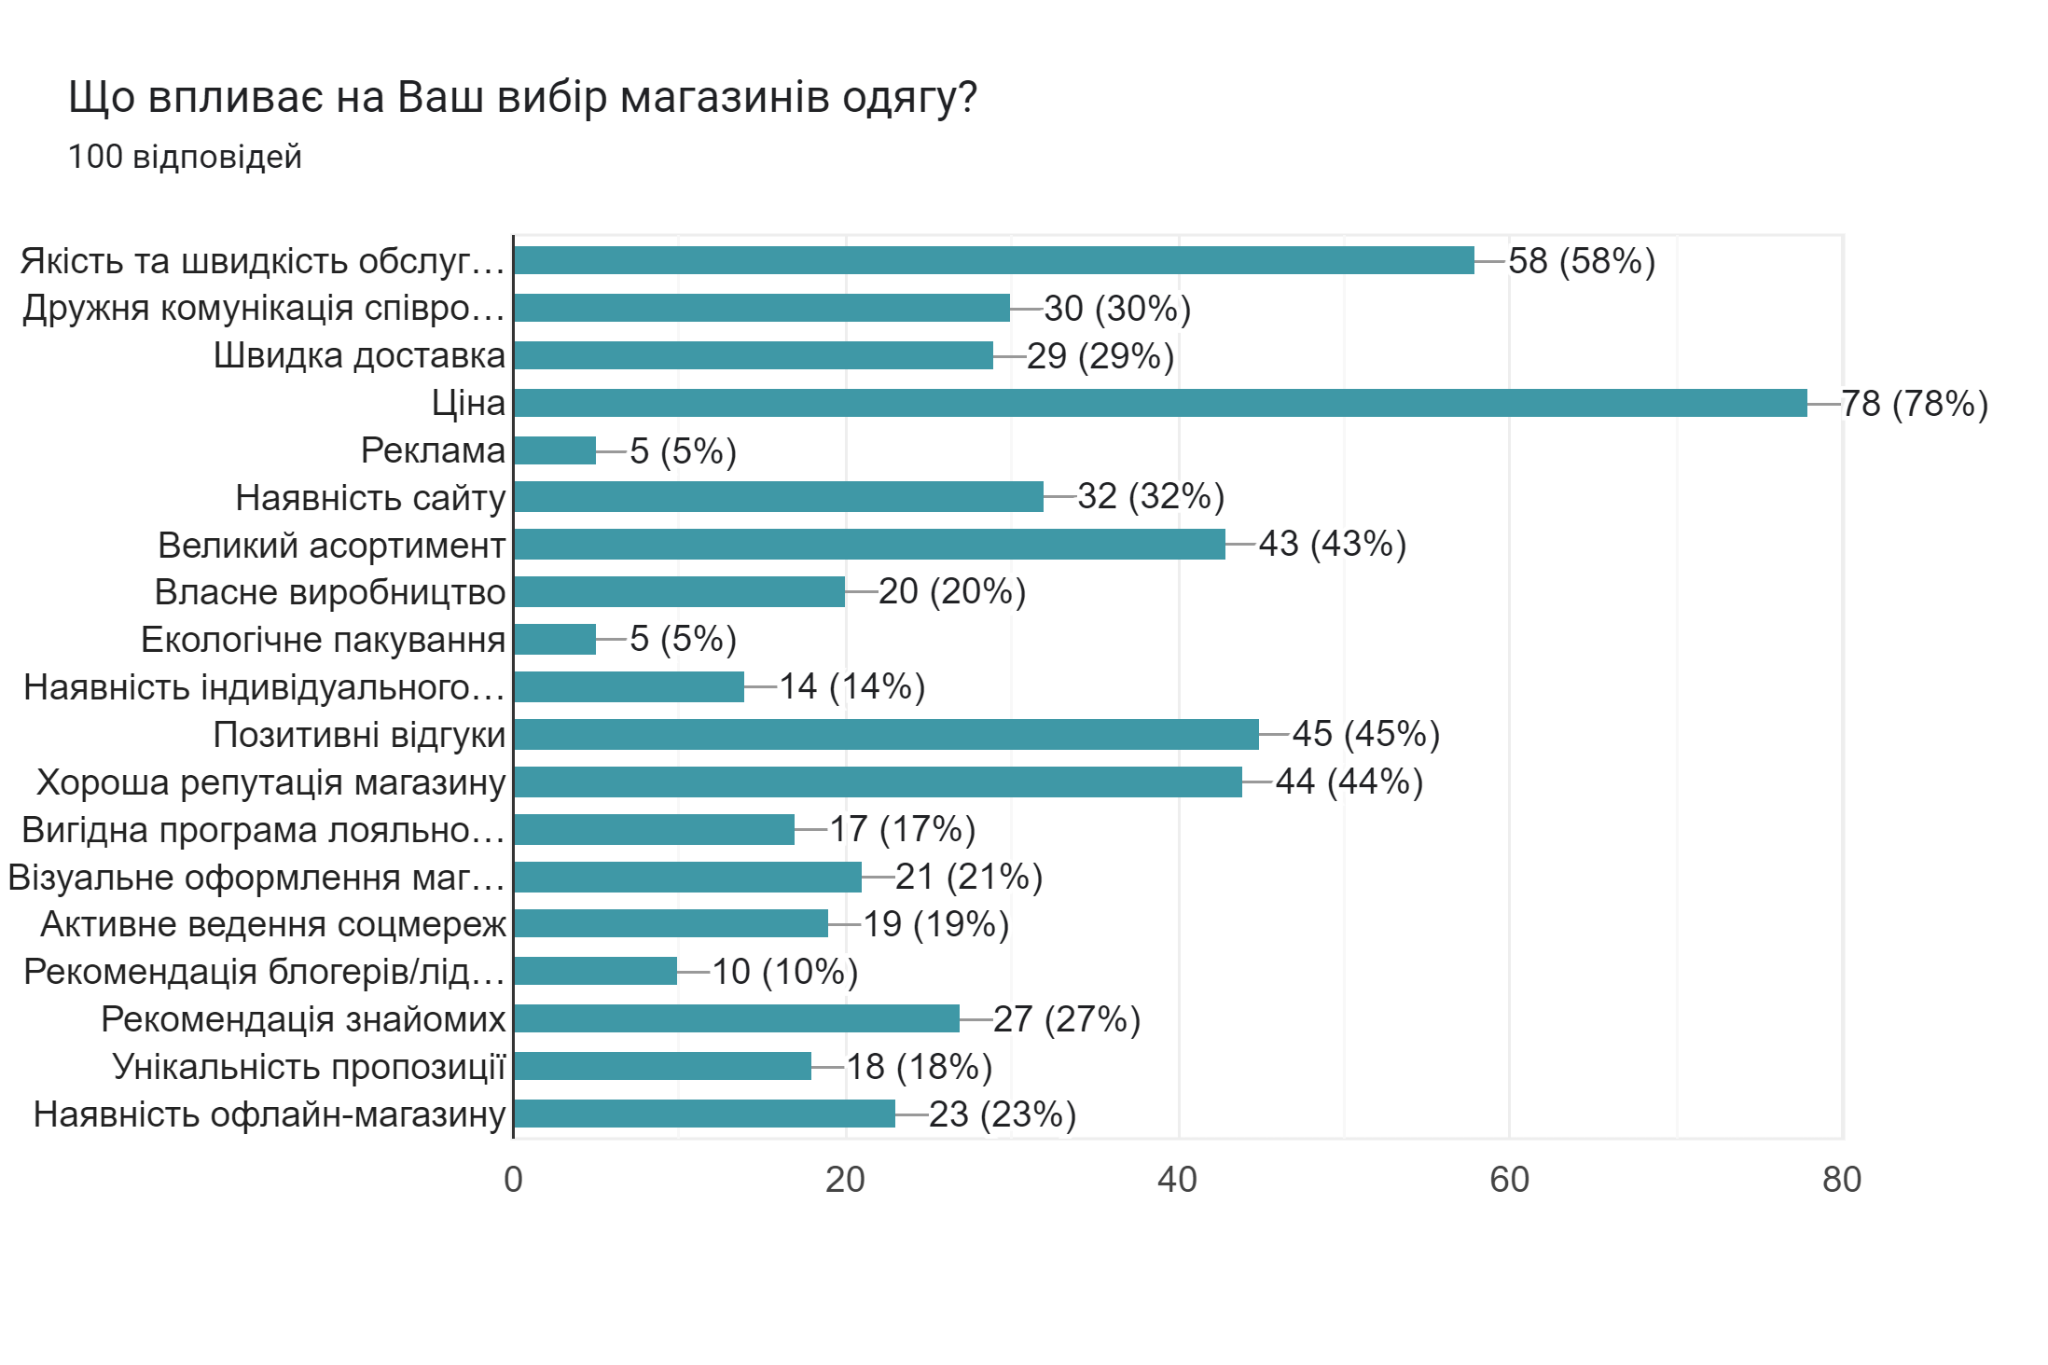 Що впливає на Ваш вибір магазинів одягу?
100 відповідей
Якість та швидкість обслуг… 58 (58%)
Дружня комунікація співро… 30 (30%)
Швидка доставка 29 (29%)
Ціна 78 (78%)
Реклама 5 (5%)
Наявність сайту 32 (32%)
Великий асортимент 43 (43%)
Власне виробництво 20 (20%)
Екологічне пакування 5 (5%)
Наявність індивідуального… 14 (14%)
Позитивні відгуки 45 (45%)
Хороша репутація магазину 44 (44%)
Вигідна програма лояльно… 17 (17%)
Візуальне оформлення маг… 21 (21%)
Активне ведення соцмереж 19 (19%)
Рекомендація блогерів/лід… 10 (10%)
Рекомендація знайомих 27 (27%)
Унікальність пропозиції 18 (18%)
Наявність офлайн-магазину 23 (23%)
0 20 40 60 80